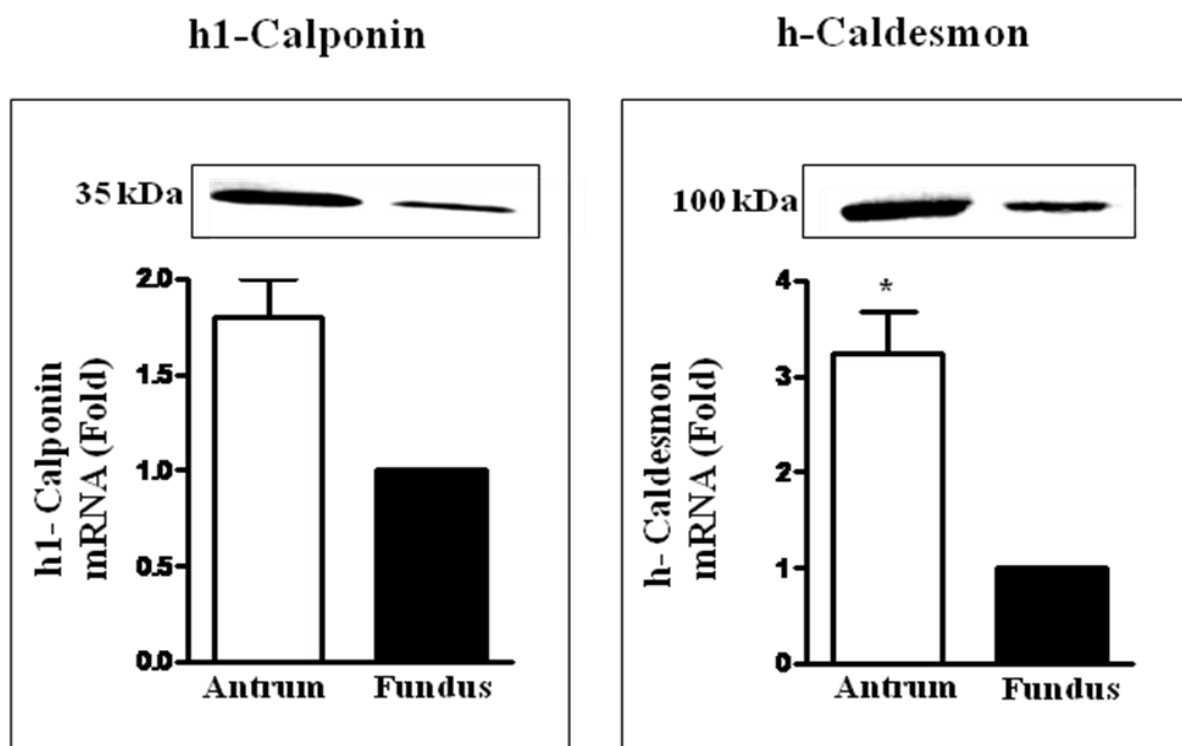 h1-Calponin
35 kDa
2.0
1.5
1.0
0.5
0.0
h1- Calponin
mRNA (Fold)
Antrum Fundus
h-Caldesmon
100 kDa
*
4
3
2
1
0
h- Caldesmon
mRNA (Fold)
Antrum Fundus